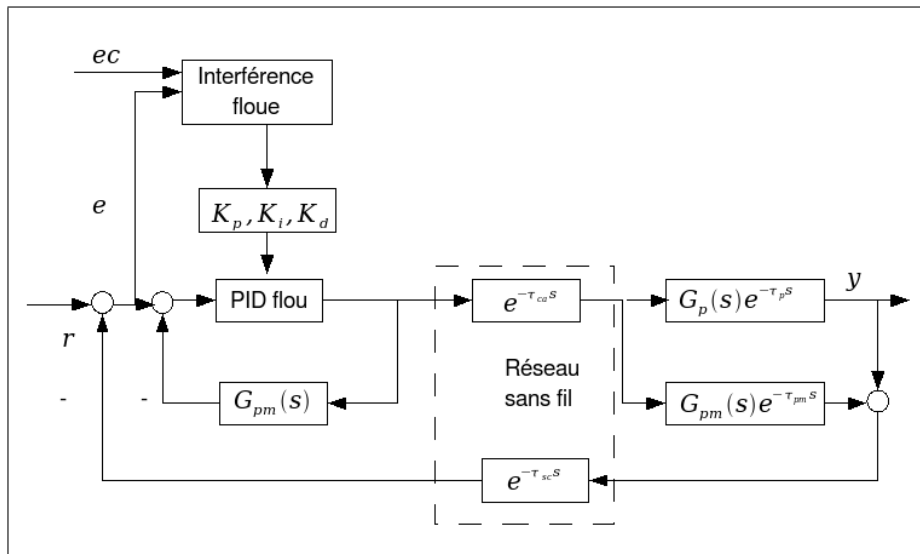 ec
Interférence
floue
e
K_p, K_i, K_d
PID flou
e^{-τ_{ca}s}
G_p(s)e^{-τ_p s}
y
r
Réseau
sans fil
-
-
G_{pm}(s)
G_{pm}(s)e^{-τ_{pm}s}
e^{-τ_{sc}s}